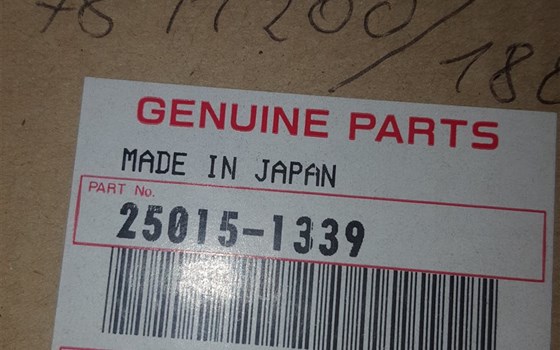 GENUINE PARTS
MADE IN JAPAN
PART No.
25015-1339